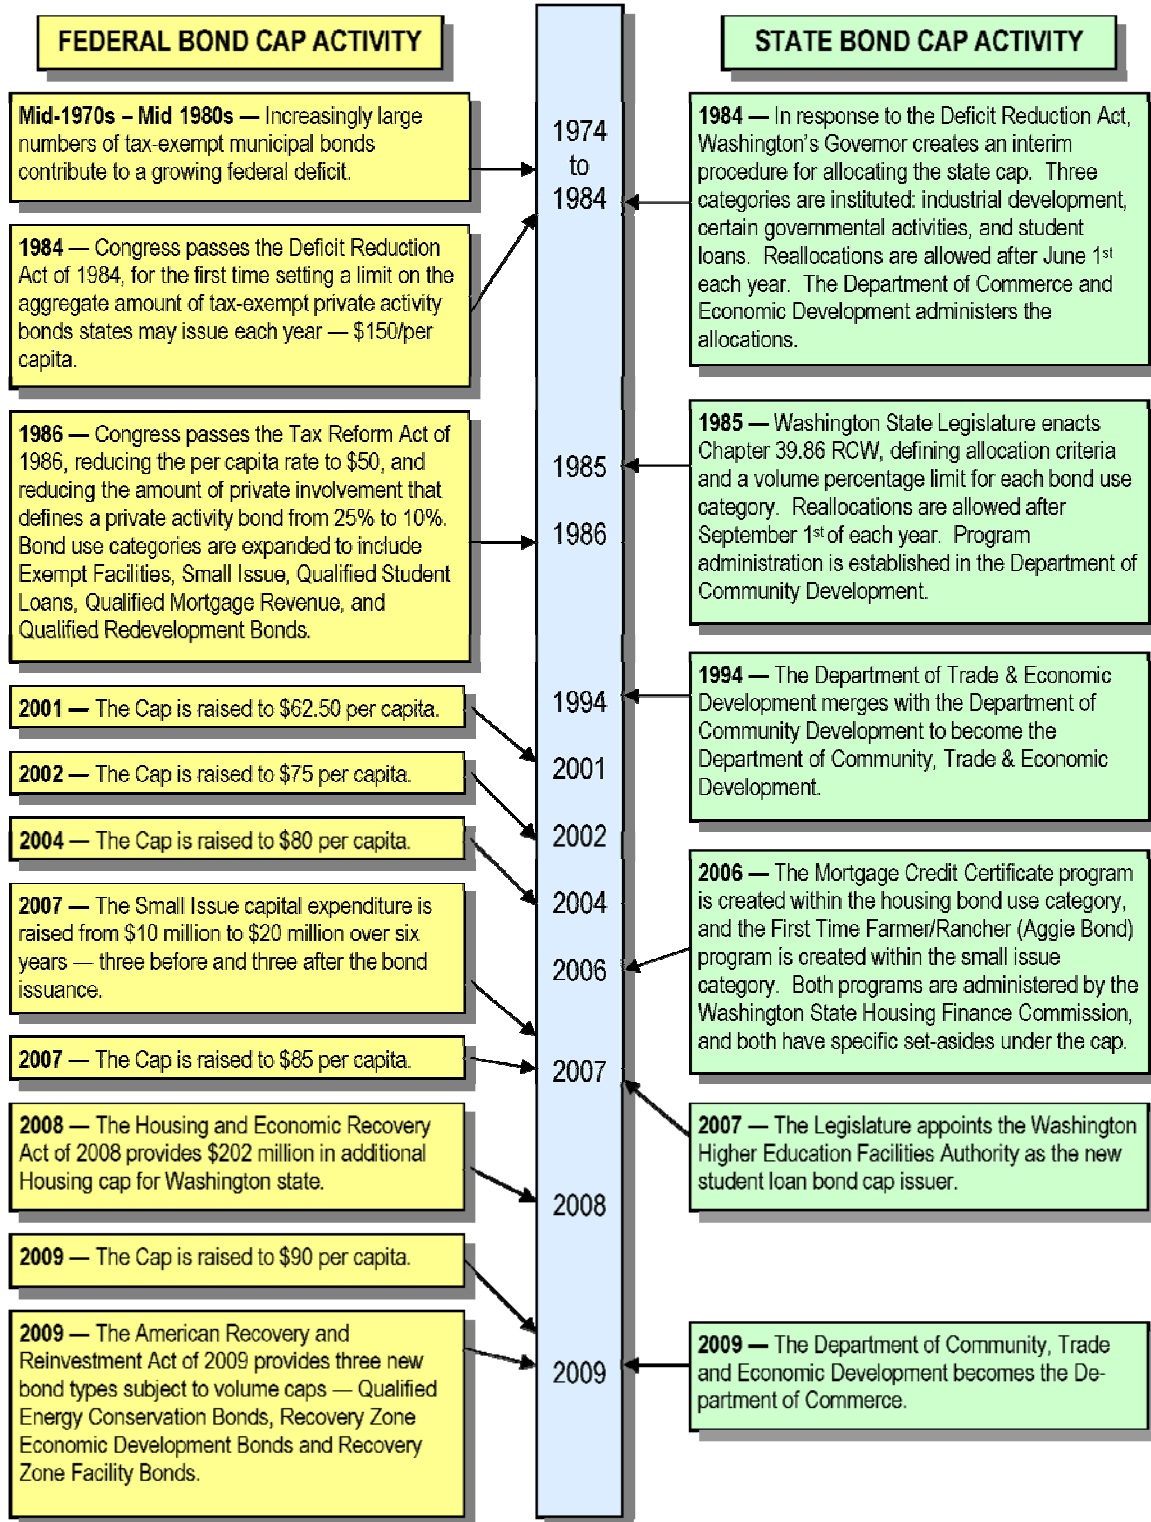 FEDERAL BOND CAP ACTIVITY
Mid-1970s – Mid 1980s — Increasingly large
numbers of tax-exempt municipal bonds
contribute to a growing federal deficit.
1984 — Congress passes the Deficit Reduction
Act of 1984, for the first time setting a limit on the
aggregate amount of tax-exempt private activity
bonds states may issue each year — $150/per
capita.
1986 — Congress passes the Tax Reform Act of
1986, reducing the per capita rate to $50, and
reducing the amount of private involvement that
defines a private activity bond from 25% to 10%.
Bond use categories are expanded to include
Exempt Facilities, Small Issue, Qualified Student
Loans, Qualified Mortgage Revenue, and
Qualified Redevelopment Bonds.
2001 — The Cap is raised to $62.50 per capita.
2002 — The Cap is raised to $75 per capita.
2004 — The Cap is raised to $80 per capita.
2007 — The Small Issue capital expenditure is
raised from $10 million to $20 million over six
years — three before and three after the bond
issuance.
2007 — The Cap is raised to $85 per capita.
2008 — The Housing and Economic Recovery
Act of 2008 provides $202 million in additional
Housing cap for Washington state.
2009 — The Cap is raised to $90 per capita.
2009 — The American Recovery and
Reinvestment Act of 2009 provides three new
bond types subject to volume caps — Qualified
Energy Conservation Bonds, Recovery Zone
Economic Development Bonds and Recovery
Zone Facility Bonds.
1974
to
1984
1985
1986
1994
2001
2002
2004
2006
2007
2008
2009
STATE BOND CAP ACTIVITY
1984 — In response to the Deficit Reduction Act,
Washington's Governor creates an interim
procedure for allocating the state cap. Three
categories are instituted: industrial development,
certain governmental activities, and student
loans. Reallocations are allowed after June 1st
each year. The Department of Commerce and
Economic Development administers the
allocations.
1985 — Washington State Legislature enacts
Chapter 39.86 RCW, defining allocation criteria
and a volume percentage limit for each bond use
category. Reallocations are allowed after
September 1st of each year. Program
administration is established in the Department of
Community Development.
1994 — The Department of Trade & Economic
Development merges with the Department of
Community Development to become the
Department of Community, Trade & Economic
Development.
2006 — The Mortgage Credit Certificate program
is created within the housing bond use category,
and the First Time Farmer/Rancher (Aggie Bond)
program is created within the small issue
category. Both programs are administered by the
Washington State Housing Finance Commission,
and both have specific set-asides under the cap.
2007 — The Legislature appoints the Washington
Higher Education Facilities Authority as the new
student loan bond cap issuer.
2009 — The Department of Community, Trade
and Economic Development becomes the De-
partment of Commerce.